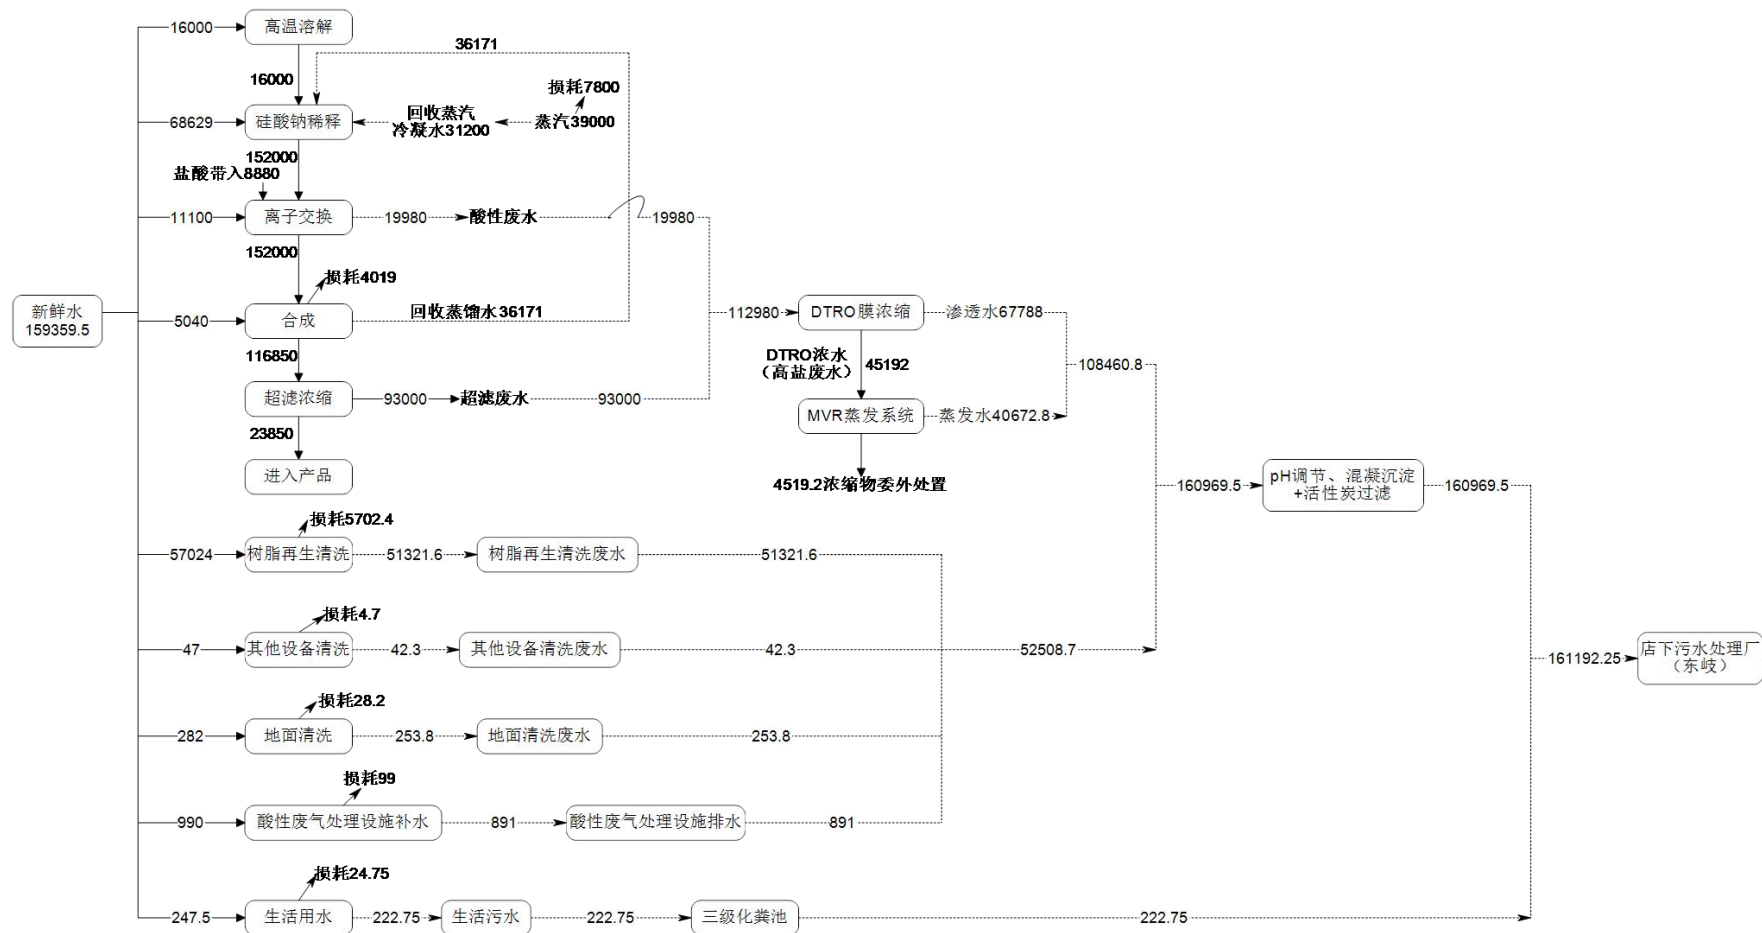 16000
高温溶解
36171
16000
损耗7800
68629
硅酸钠稀释
回收蒸汽
冷凝水31200
蒸汽39000
152000
盐酸带入8880
11100
离子交换
19980
酸性废水
19980
152000
损耗4019
新鲜水
159359.5
5040
合成
回收蒸馏水36171
112980
DTRO膜浓缩
渗透水67788
116850
DTRO浓水
(高盐废水)
45192
108460.8
超滤浓缩
93000
超滤废水
93000
MVR蒸发系统
蒸发水40672.8
23850
进入产品
4519.2浓缩物委外处置
160969.5
pH调节、混凝沉淀
+活性炭过滤
160969.5
损耗5702.4
57024
树脂再生清洗
51321.6
树脂再生清洗废水
51321.6
损耗4.7
47
其他设备清洗
42.3
其他设备清洗废水
42.3
52508.7
161192.25
店下污水处理厂
(东岐)
损耗28.2
282
地面清洗
253.8
地面清洗废水
253.8
损耗99
990
酸性废气处理设施补水
891
酸性废气处理设施排水
891
损耗24.75
247.5
生活用水
222.75
生活污水
222.75
三级化粪池
222.75